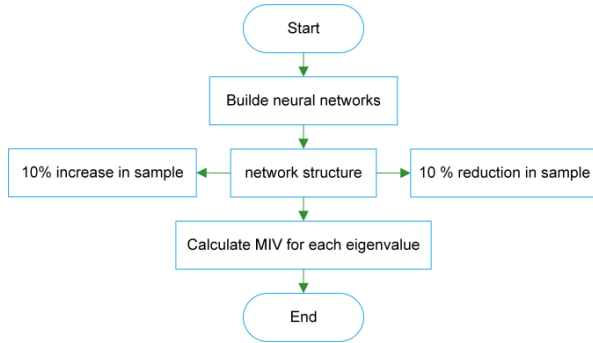 Start
Builde neural networks
10% increase in sample
network structure
10 % reduction in sample
Calculate MIV for each eigenvalue
End